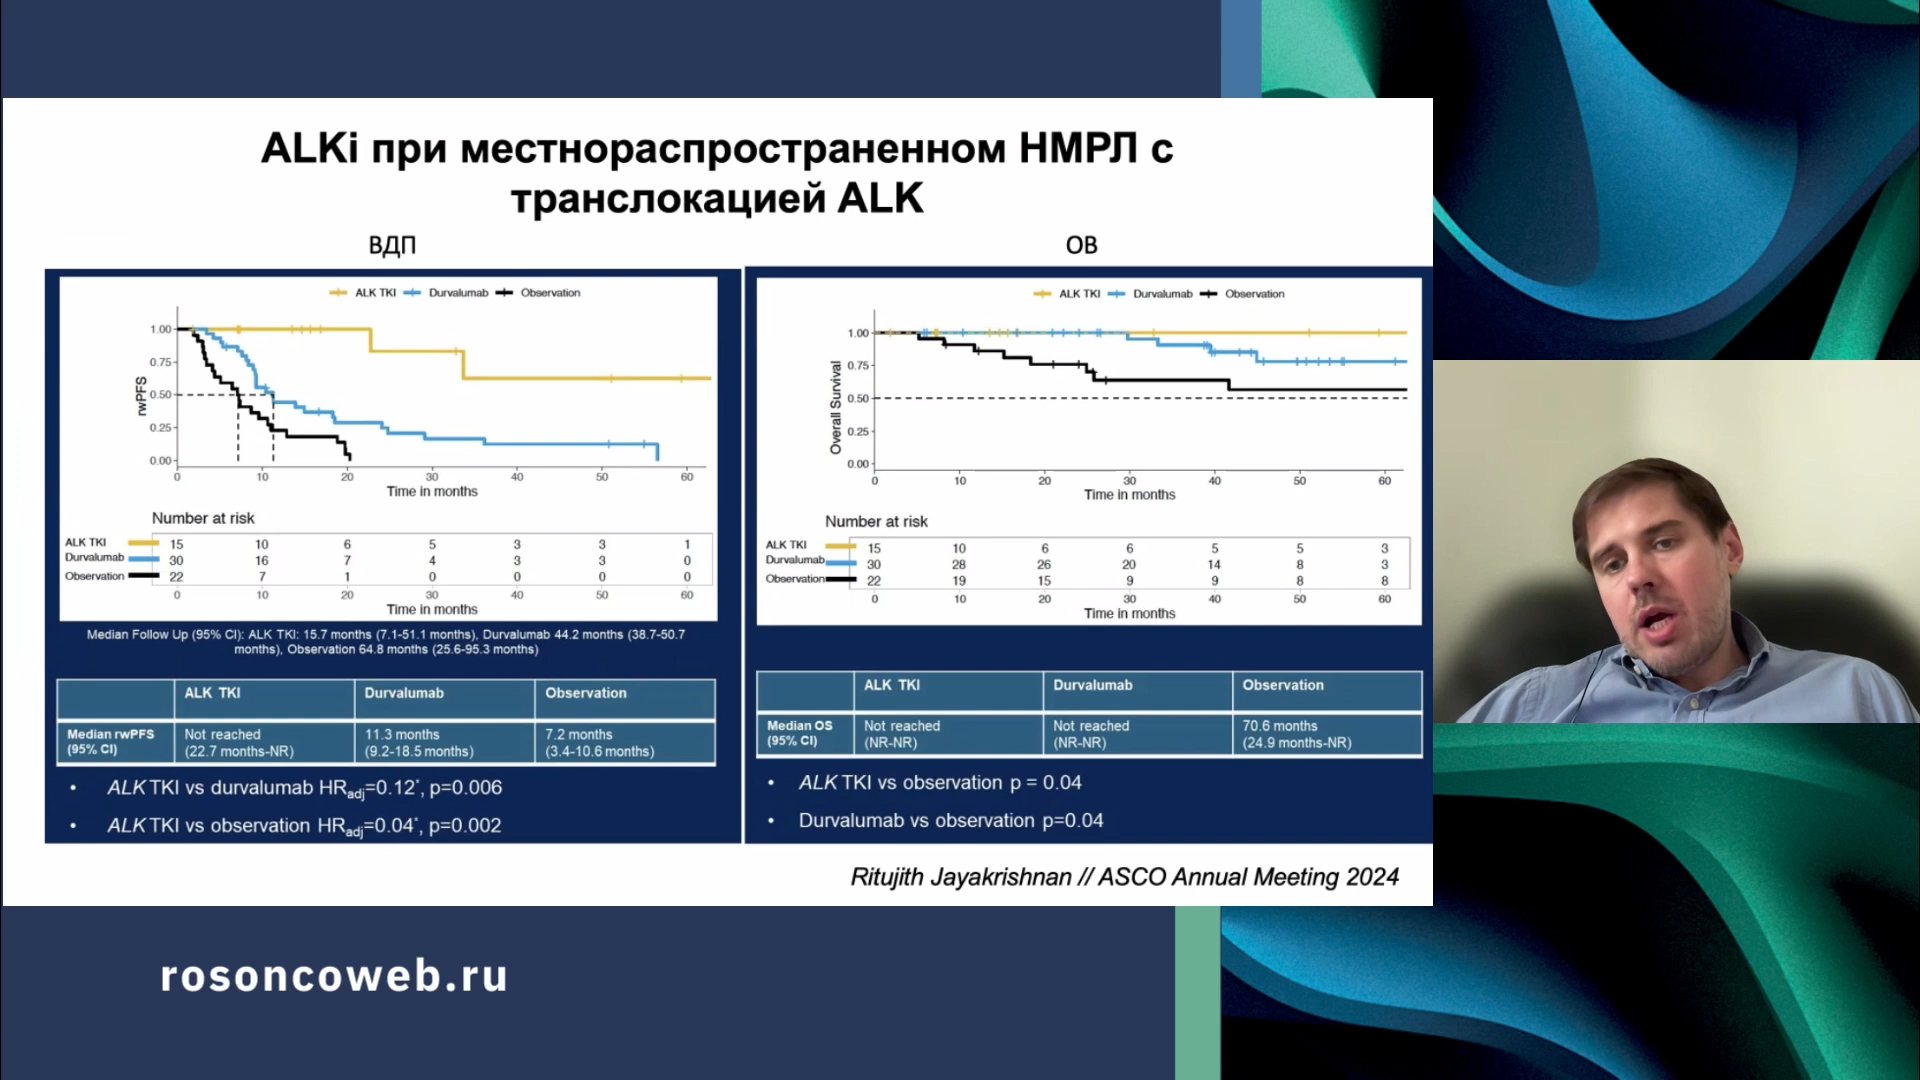 ALKi при местнораспространенном НМРЛ с
транслокацией ALK
ВДП
ALK TKI Durvalumab Observation
rwPFS
1.00
0.75
0.50
0.25
0.00
0 10 20 30 40 50 60
Time in months
Number at risk
ALK TKI 15 10 6 5 3 3 1
Durvalumab 30 16 7 4 3 3 0
Observation 22 7 1 0 0 0 0
0 10 20 30 40 50 60
Time in months
Median Follow Up (95% CI): ALK TKI: 15.7 months (7.1-51.1 months), Durvalumab 44.2 months (38.7-50.7
months), Observation 64.8 months (25.6-95.3 months)
ALK TKI Durvalumab Observation
Median rwPFS Not reached 11.3 months 7.2 months
(95% CI) (22.7 months-NR) (9.2-18.5 months) (3.4-10.6 months)
• ALK TKI vs durvalumab HRadj=0.12*, p=0.006
• ALK TKI vs observation HRadj=0.04*, p=0.002
ОВ
ALK TKI Durvalumab Observation
Overall Survival
1.00
0.75
0.50
0.25
0.00
0 10 20 30 40 50 60
Time in months
Number at risk
ALK TKI 15 10 6 6 5 5 3
Durvalumab 30 28 26 20 14 8 3
Observation 22 19 15 9 9 8 8
0 10 20 30 40 50 60
Time in months
ALK TKI Durvalumab Observation
Median OS Not reached Not reached 70.6 months
(95% CI) (NR-NR) (NR-NR) (24.9 months-NR)
• ALK TKI vs observation p = 0.04
• Durvalumab vs observation p=0.04
Ritujith Jayakrishnan // ASCO Annual Meeting 2024
rosoncoweb.ru